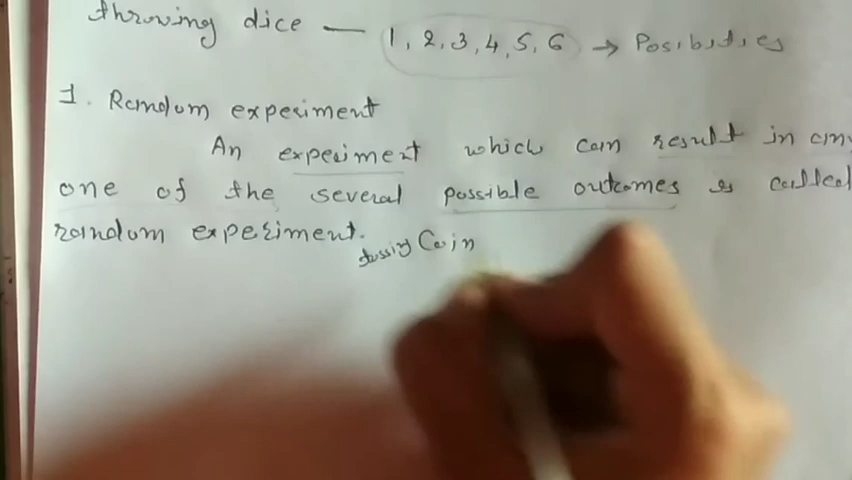 throwing dice — 1, 2, 3, 4, 5, 6 → Posibities
1. Random experiment
An experiment which can result in any
one of the several possible outcomes is called
random experiment.
tossing Coin